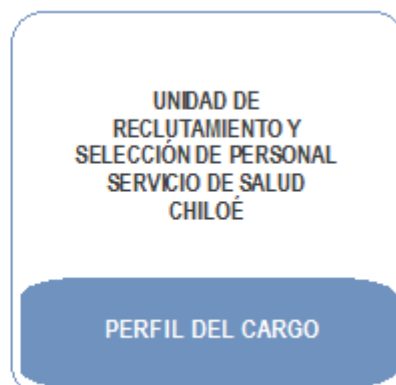 UNIDAD DE
RECLUTAMIENTO Y
SELECCIÓN DE PERSONAL
SERVICIO DE SALUD
CHILOÉ
PERFIL DEL CARGO